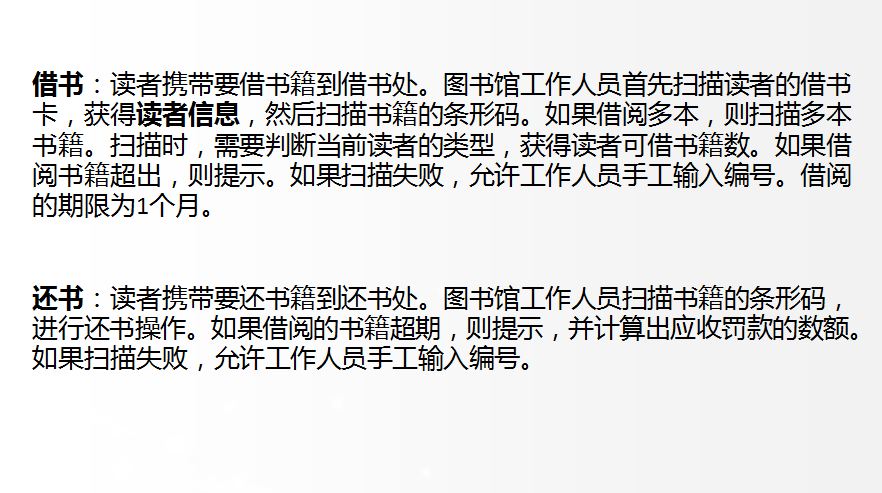 借书：读者携带要借书籍到借书处。图书馆工作人员首先扫描读者的借书
卡，获得读者信息，然后扫描书籍的条形码。如果借阅多本，则扫描多本
书籍。扫描时，需要判断当前读者的类型，获得读者可借书籍数。如果借
阅书籍超出，则提示。如果扫描失败，允许工作人员手工输入编号。借阅
的期限为1个月。
还书：读者携带要还书籍到还书处。图书馆工作人员扫描书籍的条形码，
进行还书操作。如果借阅的书籍超期，则提示，并计算出应收罚款的数额。
如果扫描失败，允许工作人员手工输入编号。